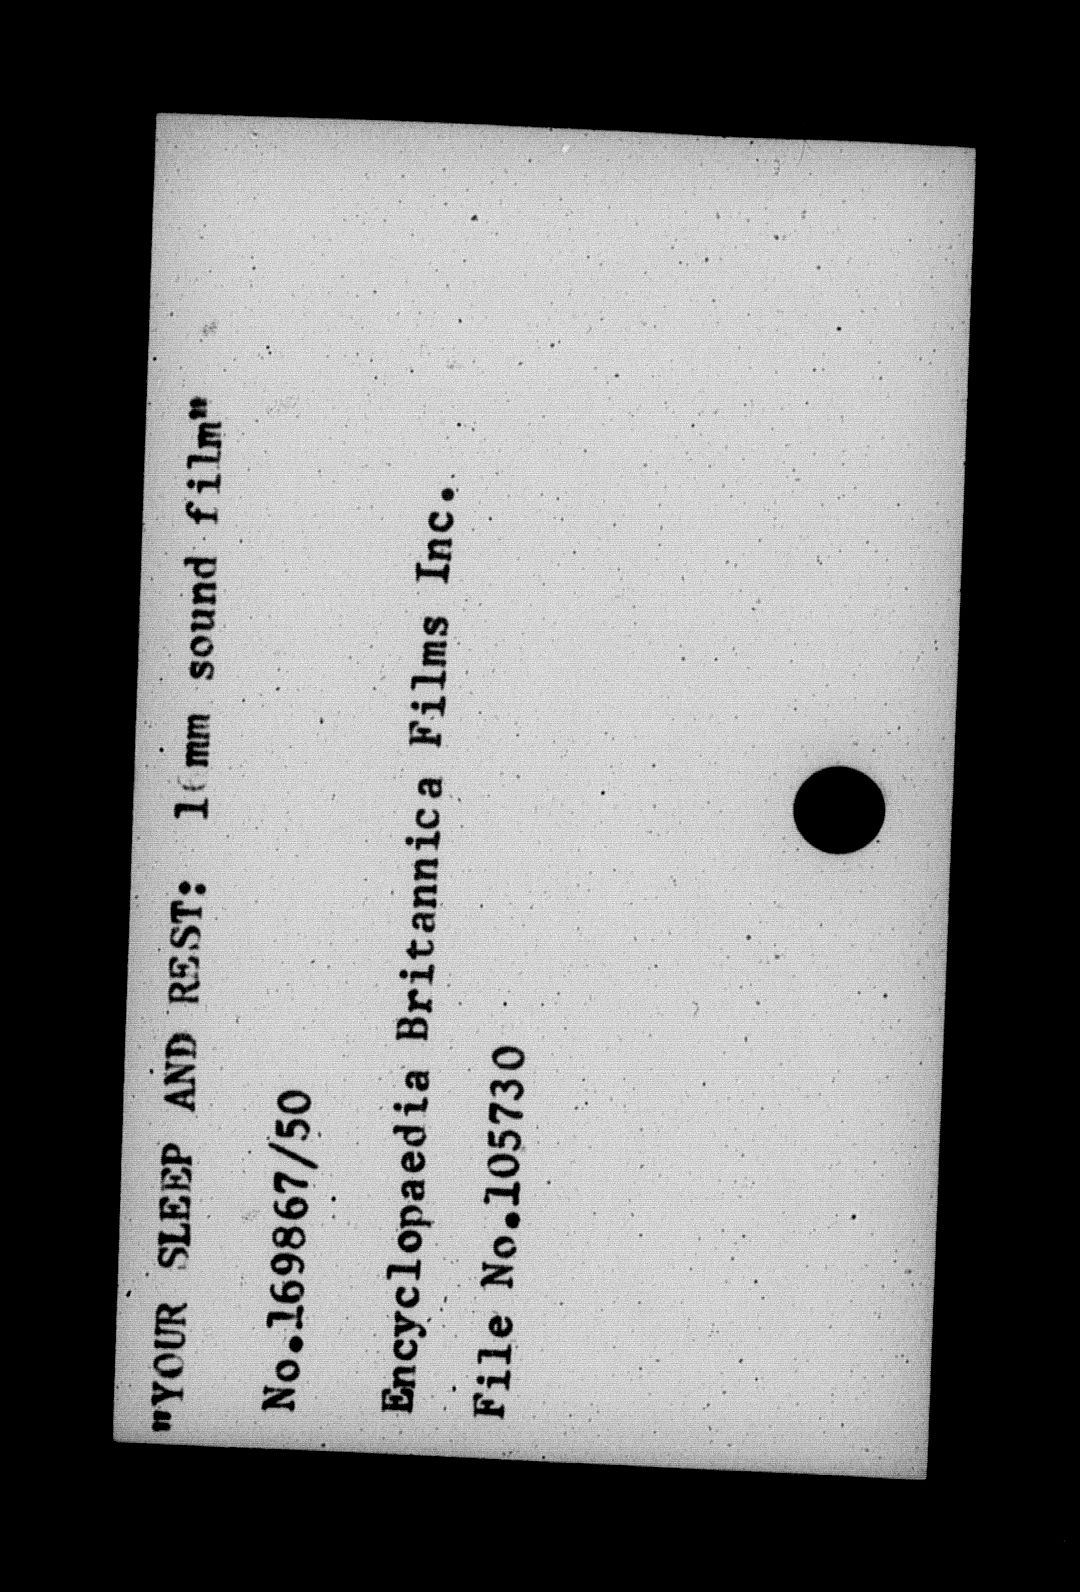 "YOUR SLEEP AND REST: 16mm sound film"
No.169867/50
Encyclopaedia Britannica Films Inc.
File No.105730